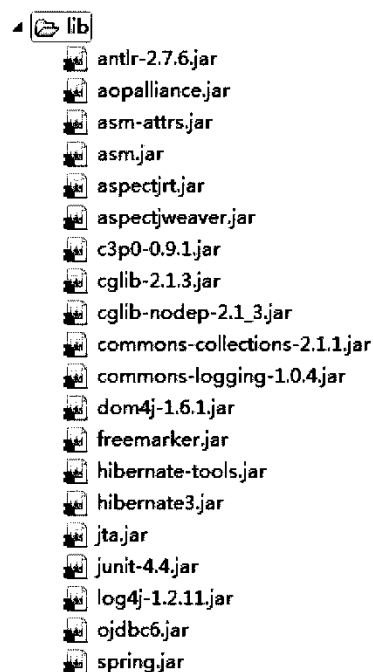 lib
antlr-2.7.6.jar
aopalliance.jar
asm-attrs.jar
asm.jar
aspectjrt.jar
aspectjweaver.jar
c3p0-0.9.1.jar
cglib-2.1.3.jar
cglib-nodep-2.1_3.jar
commons-collections-2.1.1.jar
commons-logging-1.0.4.jar
dom4j-1.6.1.jar
freemarker.jar
hibernate-tools.jar
hibernate3.jar
jta.jar
junit-4.4.jar
log4j-1.2.11.jar
ojdbc6.jar
spring.jar